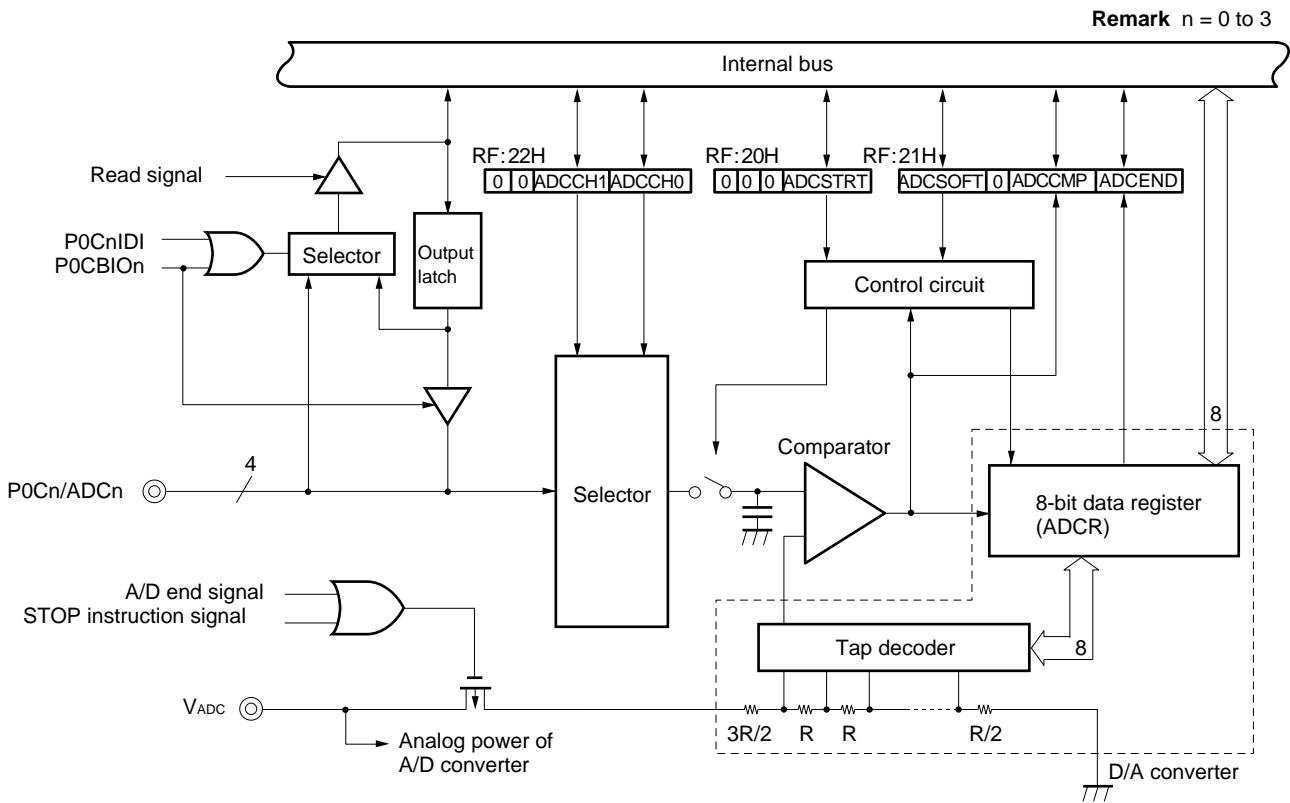 Remark n = 0 to 3
Internal bus
RF:22H
RF:20H
RF:21H
Read signal
0 0 ADCCH1 ADCCH0
0 0 0 ADCSTRT
ADCSOFT 0 ADCCMP ADCEND
P0CnIDI
P0CBIOn
Selector
Output
latch
Control circuit
8
Comparator
4
P0Cn/ADCn
Selector
8-bit data register
(ADCR)
A/D end signal
STOP instruction signal
Tap decoder
8
VADC
3R/2
R
R
R/2
Analog power of
A/D converter
D/A converter